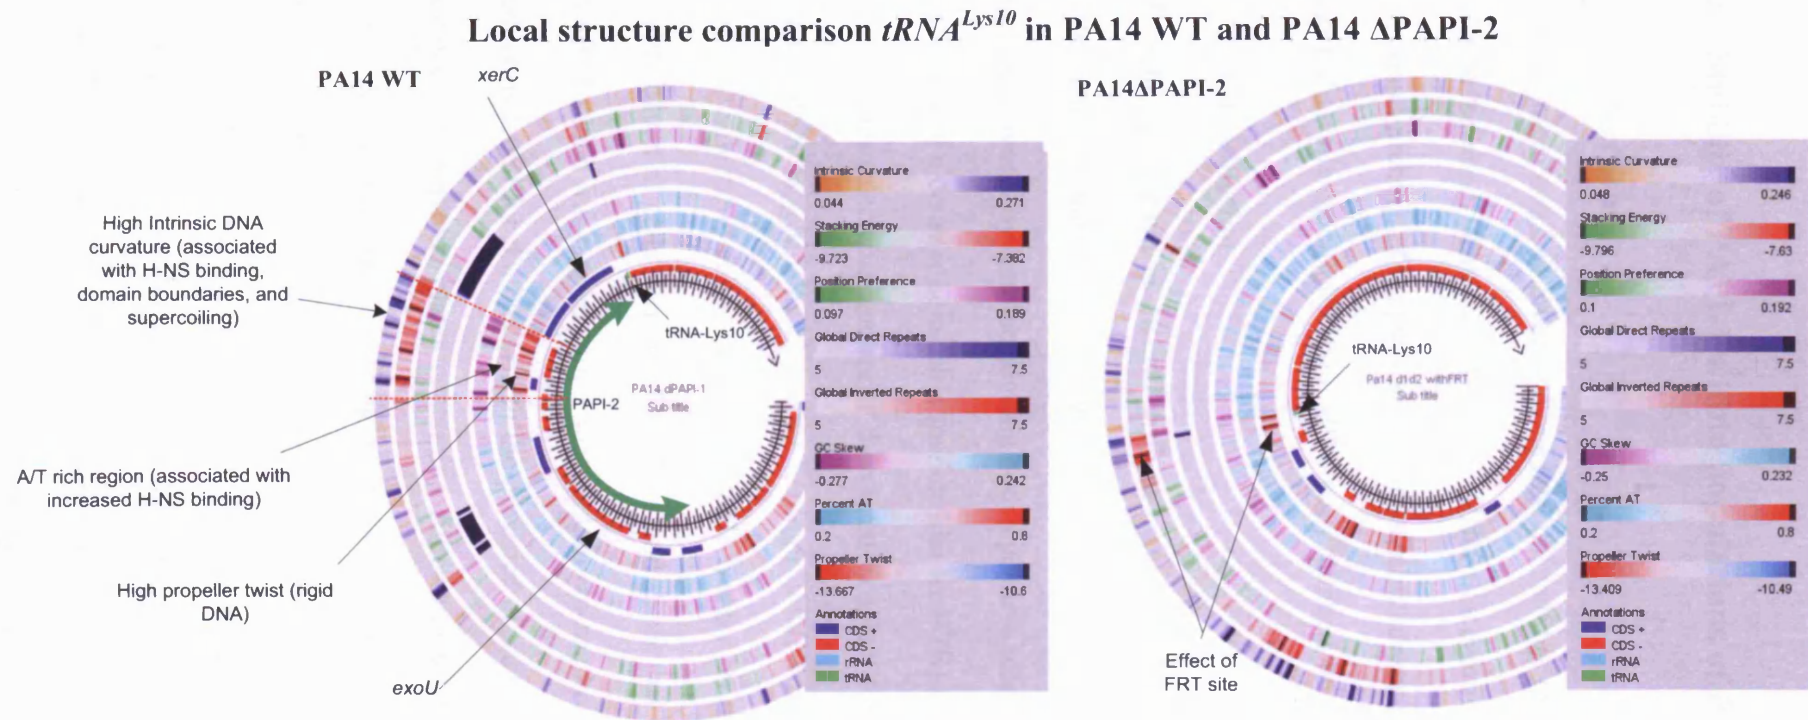 Local structure comparison tRNA^Lys10 in PA14 WT and PA14 ΔPAPI-2
PA14 WT
xerC
High Intrinsic DNA
curvature (associated
with H-NS binding,
domain boundaries, and
supercoiling)
A/T rich region (associated with
increased H-NS binding)
High propeller twist (rigid
DNA)
exoU
tRNA-Lys10
PAPI-2
PA14 dPAPI-1
Sub title
Intrinsic Curvature
0.044 0.271
Stacking Energy
-9.723 -7.382
Position Preference
0.097 0.189
Global Direct Repeats
5 7.5
Global Inverted Repeats
5 7.5
GC Skew
-0.277 0.242
Percent AT
0.2 0.8
Propeller Twist
-13.667 -10.6
Annotations
CDS +
CDS -
rRNA
tRNA
PA14ΔPAPI-2
tRNA-Lys10
Pa14 d1d2 withFRT
Sub title
Effect of
FRT site
Intrinsic Curvature
0.048 0.246
Stacking Energy
-9.796 -7.63
Position Preference
0.1 0.192
Global Direct Repeats
5 7.5
Global Inverted Repeats
5 7.5
GC Skew
-0.25 0.232
Percent AT
0.2 0.8
Propeller Twist
-13.409 -10.49
Annotations
CDS +
CDS -
rRNA
tRNA